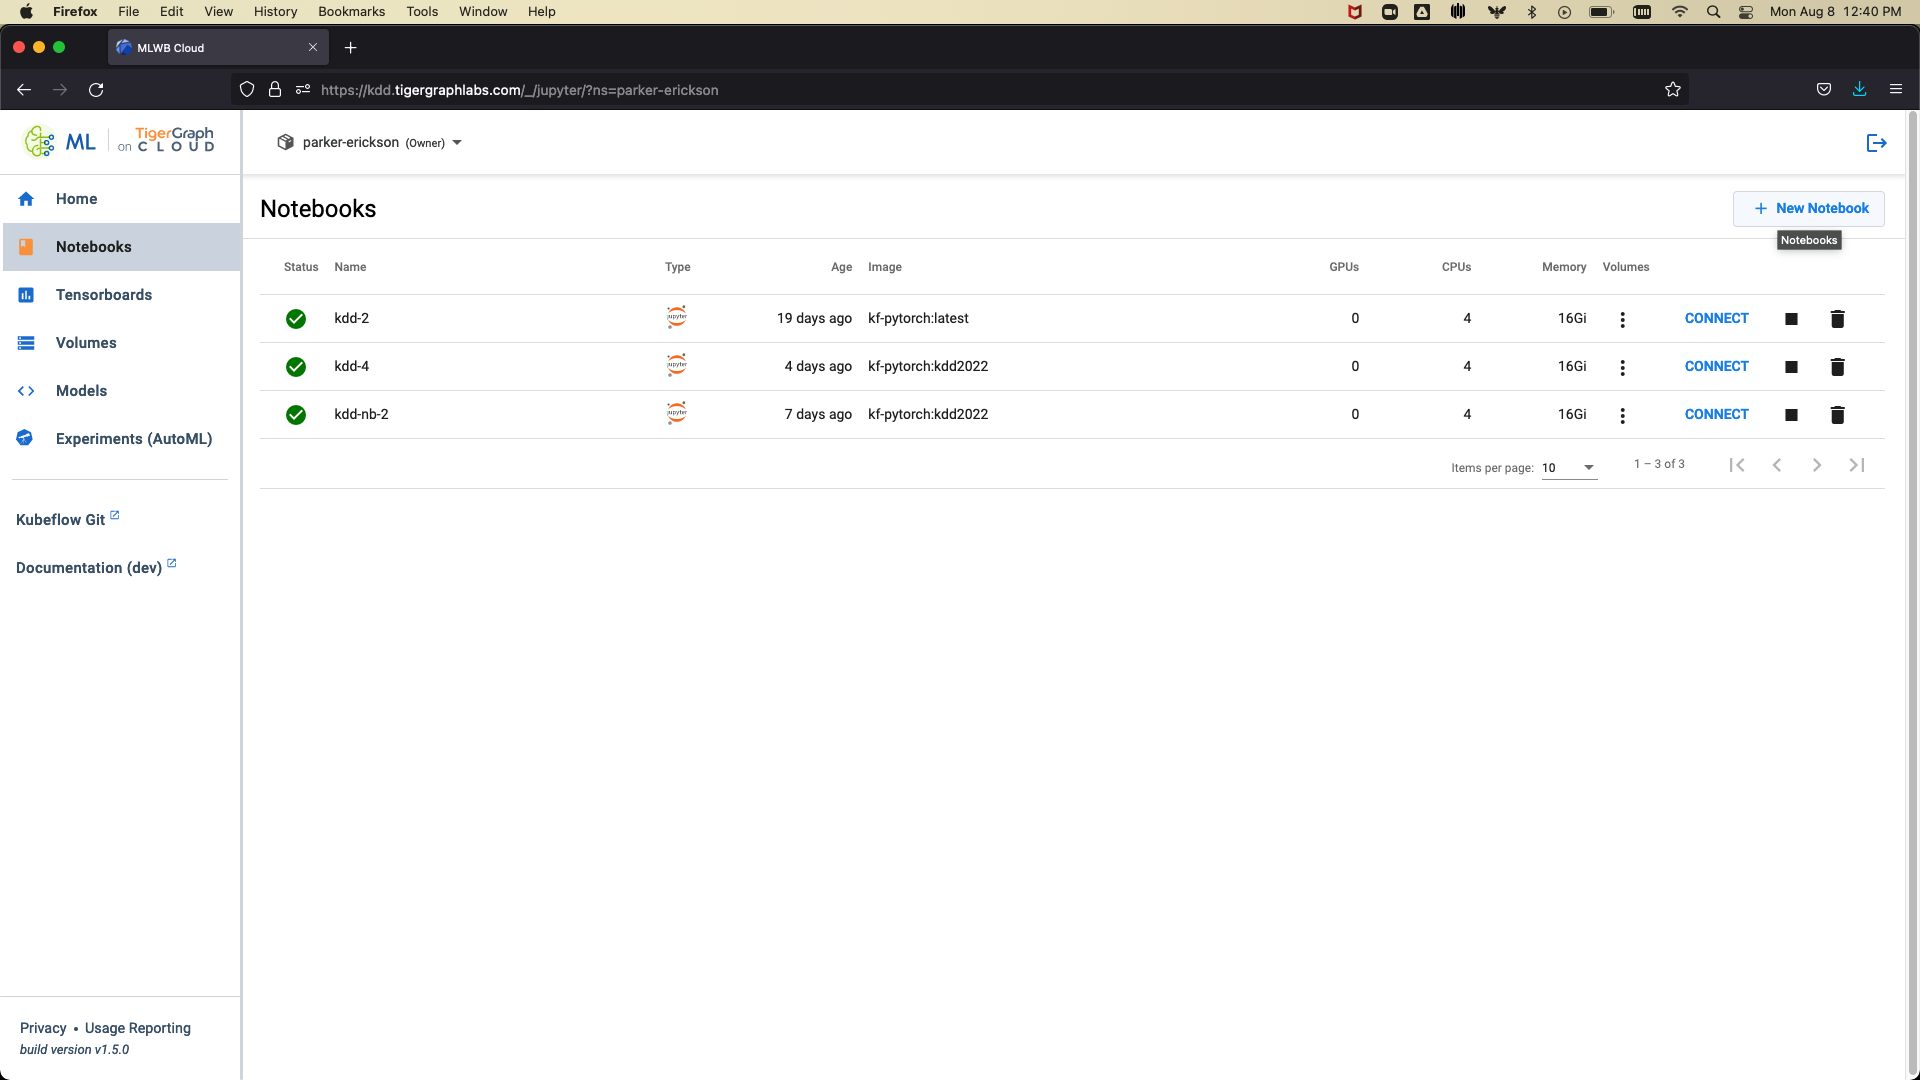 Firefox File Edit View History Bookmarks Tools Window Help Mon Aug 8 12:40 PM
MLWB Cloud
https://kdd.tigergraphlabs.com/_/jupyter/?ns=parker-erickson
ML on TigerGraph CLOUD
parker-erickson (Owner)
Home
Notebooks
Tensorboards
Volumes
Models
Experiments (AutoML)
Kubeflow Git
Documentation (dev)
Privacy • Usage Reporting
build version v1.5.0
Notebooks
+ New Notebook
Notebooks
Status Name Type Age Image GPUs CPUs Memory Volumes
kdd-2 jupyter 19 days ago kf-pytorch:latest 0 4 16Gi CONNECT
kdd-4 jupyter 4 days ago kf-pytorch:kdd2022 0 4 16Gi CONNECT
kdd-nb-2 jupyter 7 days ago kf-pytorch:kdd2022 0 4 16Gi CONNECT
Items per page: 10 1 – 3 of 3